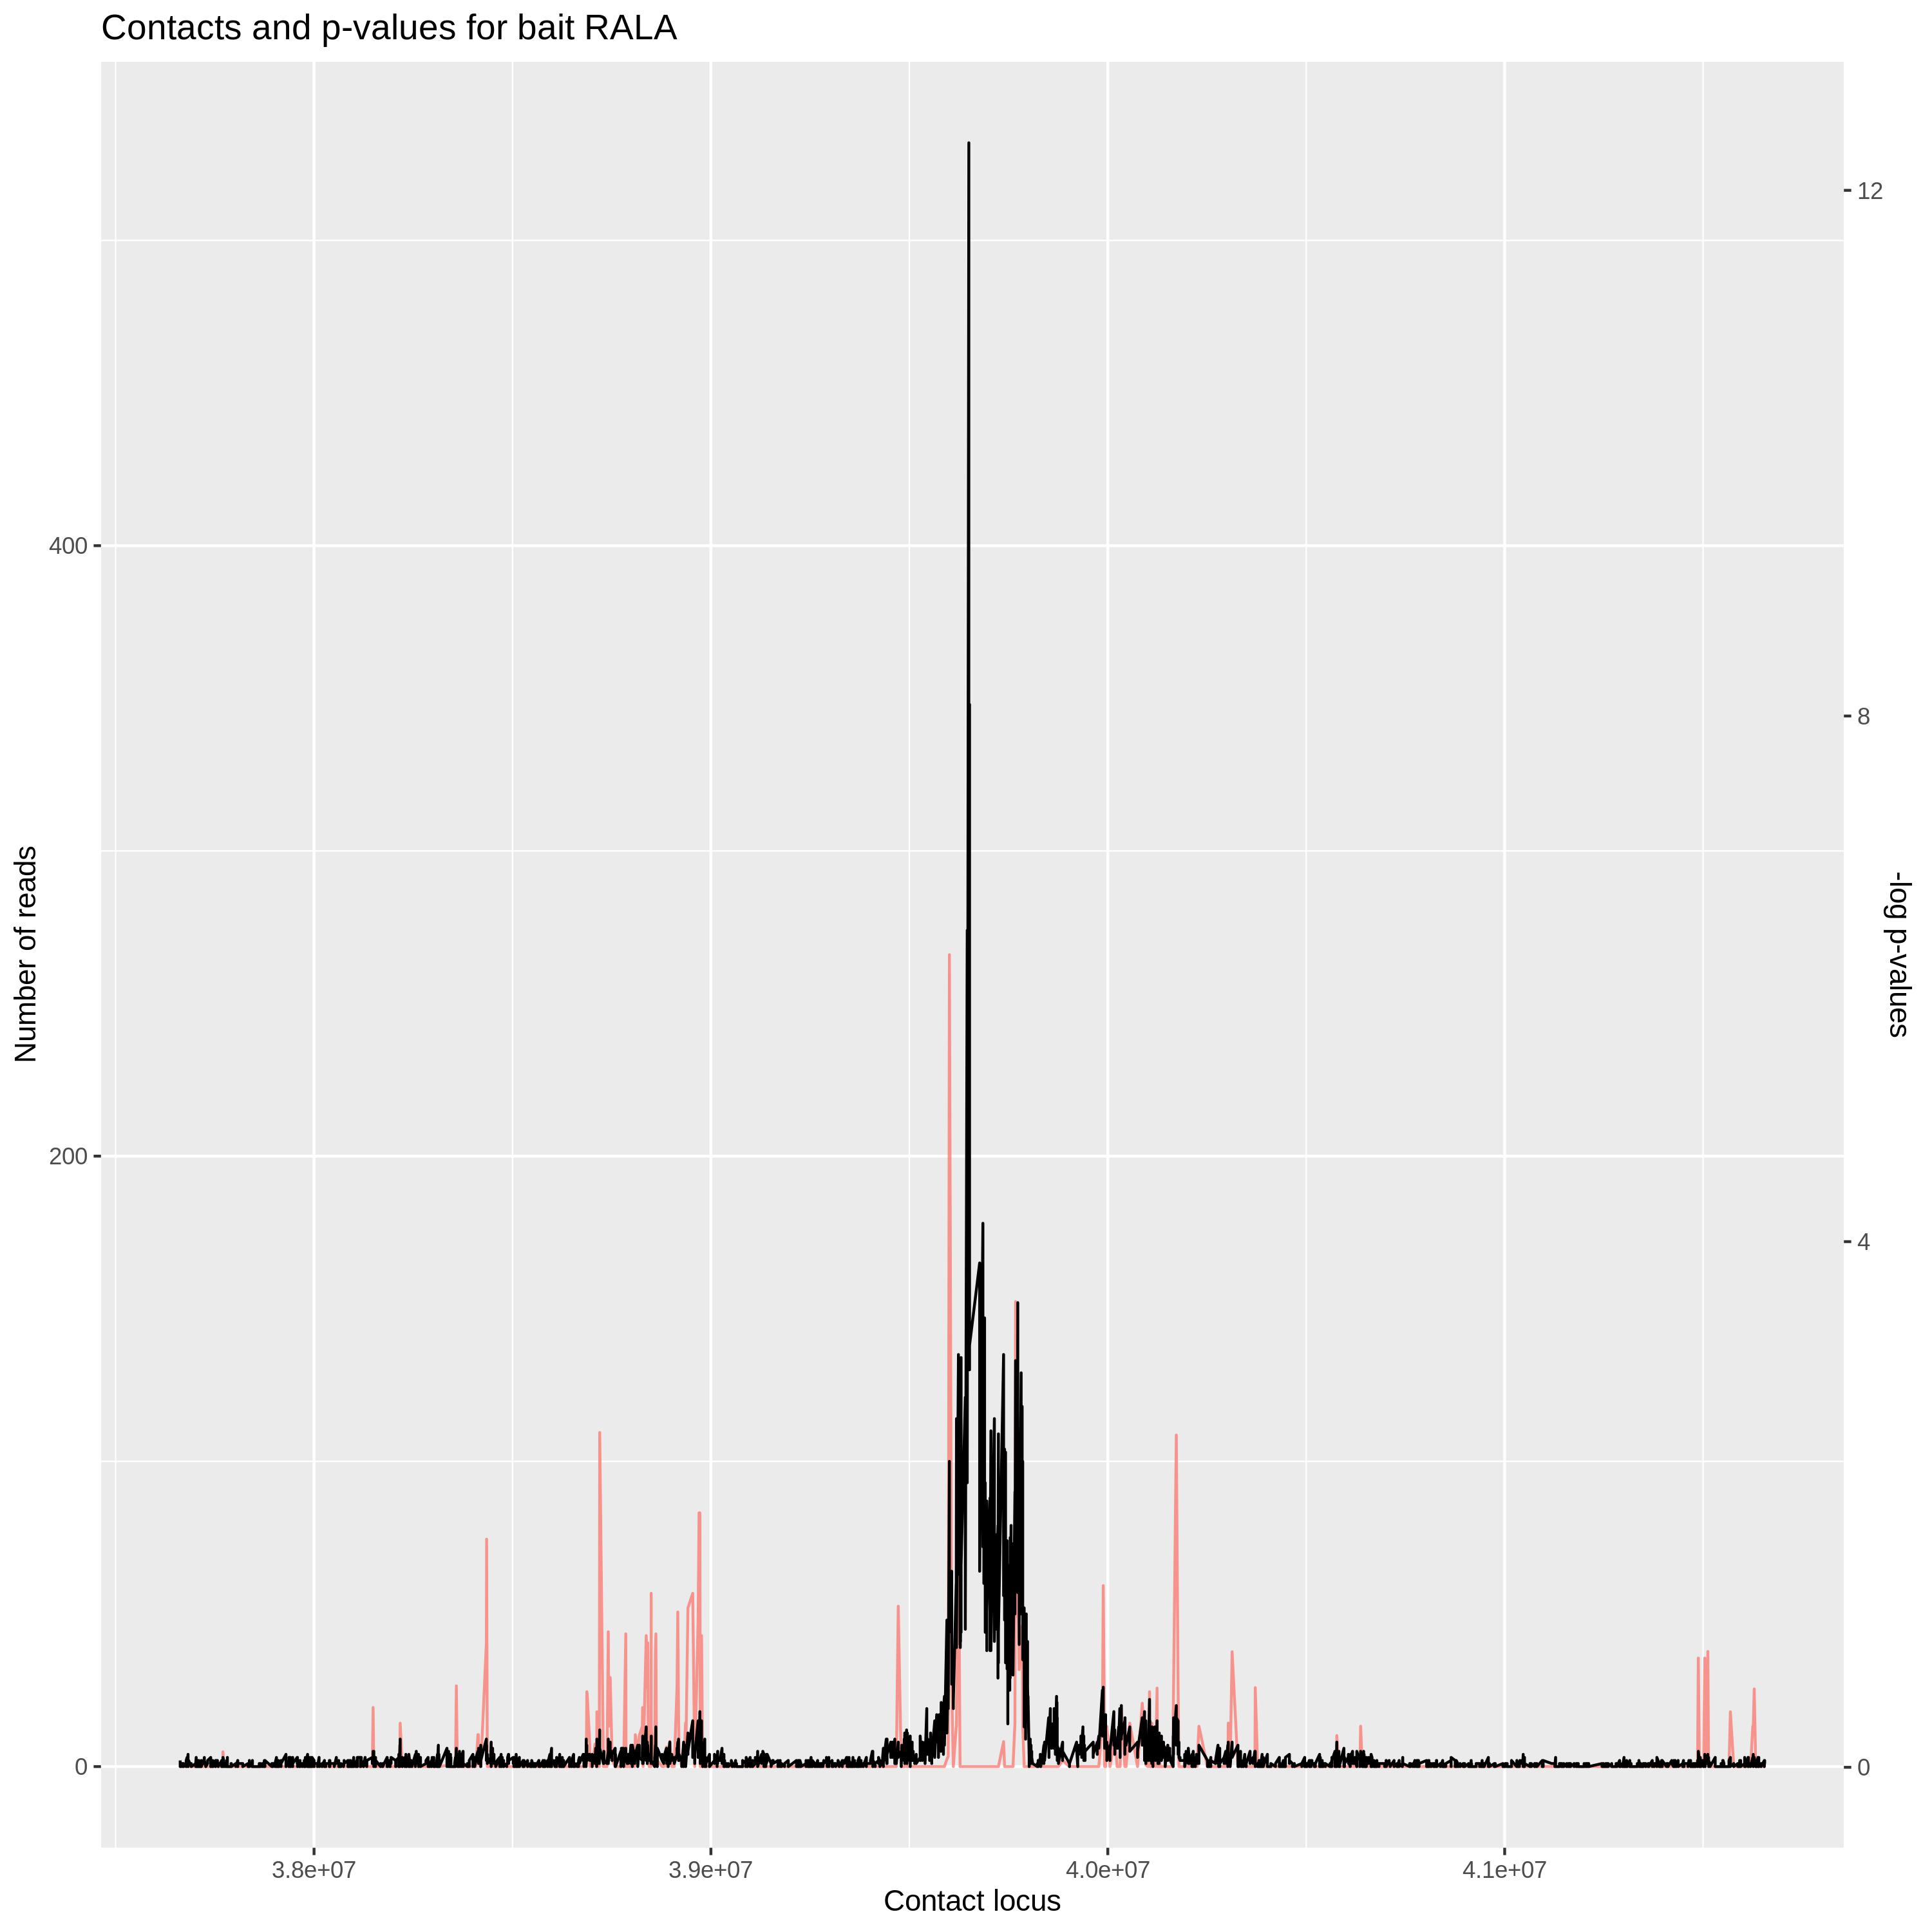 Contacts and p-values for bait RALA
Number of reads
400
200
0
12
8
4
0
-log p-values
3.8e+07
3.9e+07
4.0e+07
4.1e+07
Contact locus